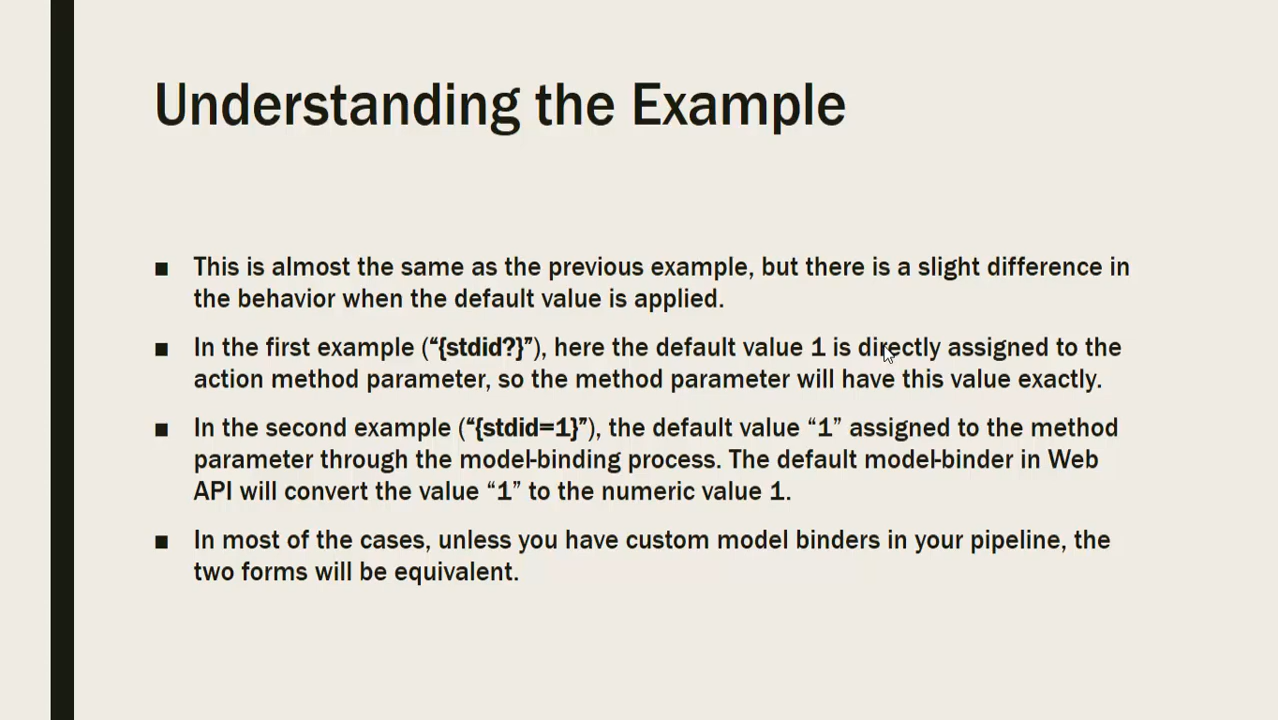 Understanding the Example
■ This is almost the same as the previous example, but there is a slight difference in
the behavior when the default value is applied.
■ In the first example (“{stdid?}”), here the default value 1 is directly assigned to the
action method parameter, so the method parameter will have this value exactly.
■ In the second example (“{stdid=1}”), the default value “1” assigned to the method
parameter through the model-binding process. The default model-binder in Web
API will convert the value “1” to the numeric value 1.
■ In most of the cases, unless you have custom model binders in your pipeline, the
two forms will be equivalent.